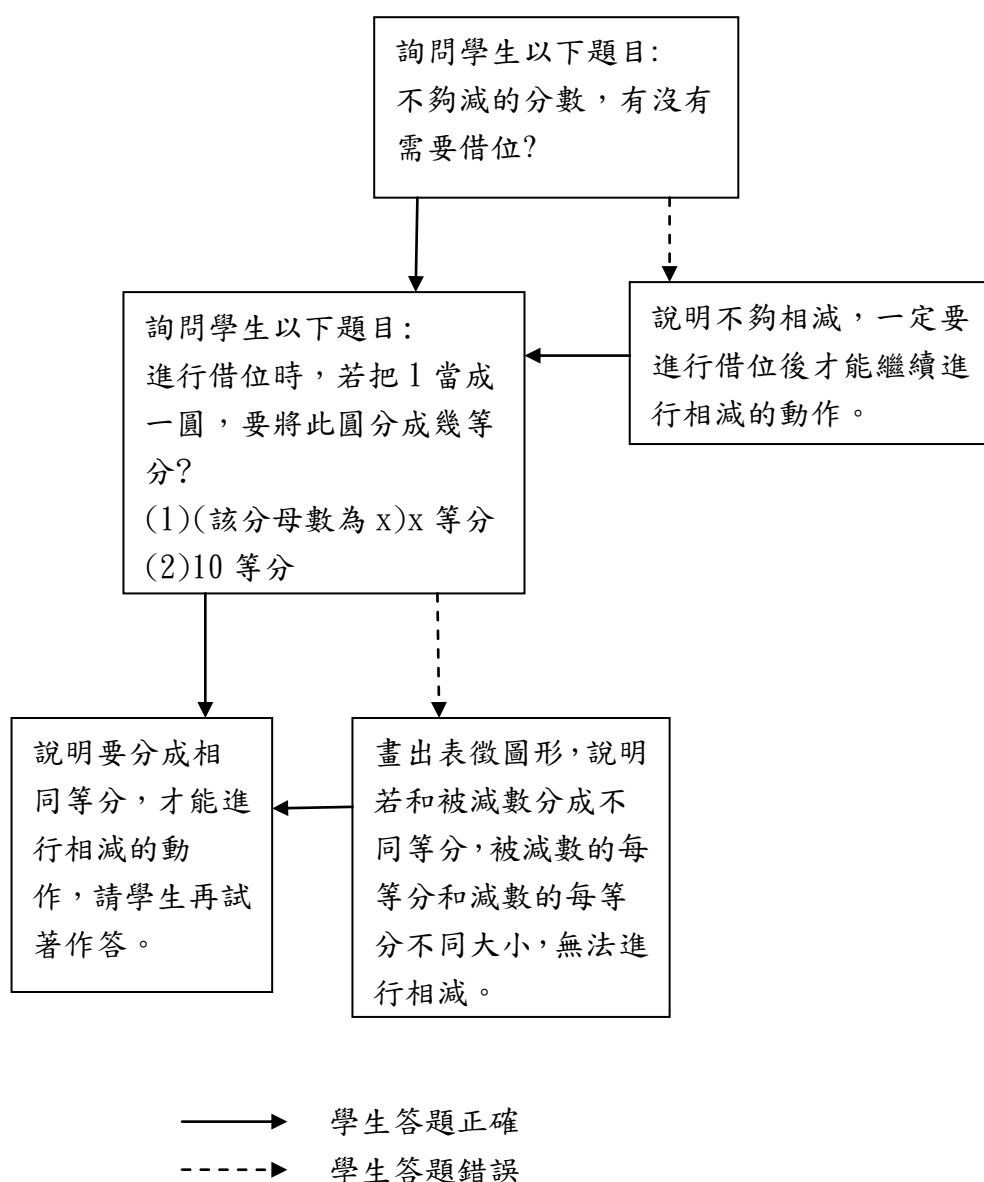 詢問學生以下題目:
不夠減的分數，有沒有
需要借位?
詢問學生以下題目:
進行借位時，若把1當成
一圓，要將此圓分成幾等
分?
(1)(該分母數為x)x等分
(2)10等分
說明不夠相減，一定要
進行借位後才能繼續進
行相減的動作。
說明要分成相
同等分，才能進
行相減的動
作，請學生再試
著作答。
畫出表徵圖形，說明
若和被減數分成不
同等分，被減數的每
等分和減數的每等
分不同大小，無法進
行相減。
學生答題正確
學生答題錯誤